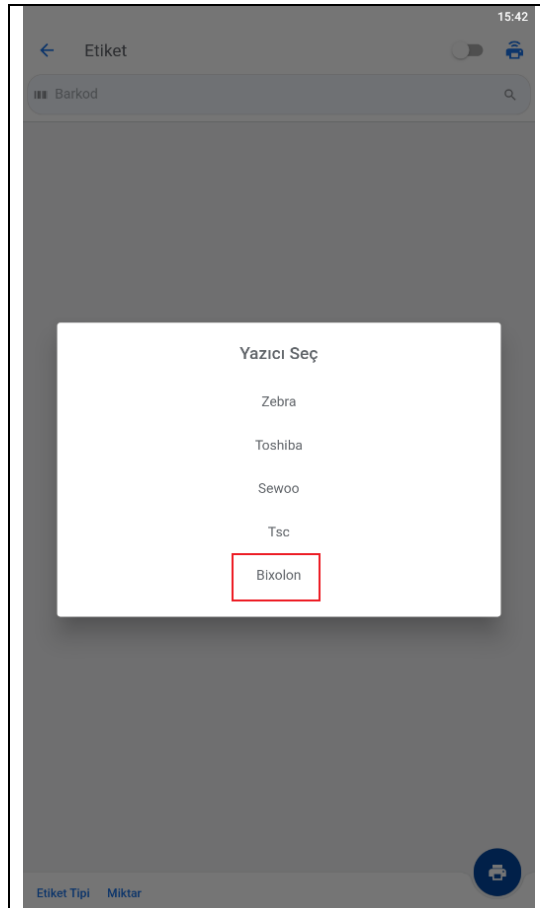 15:42
Etiket
Barkod
Yazıcı Seç
Zebra
Toshiba
Sewoo
Tsc
Bixolon
Etiket Tipi Miktar